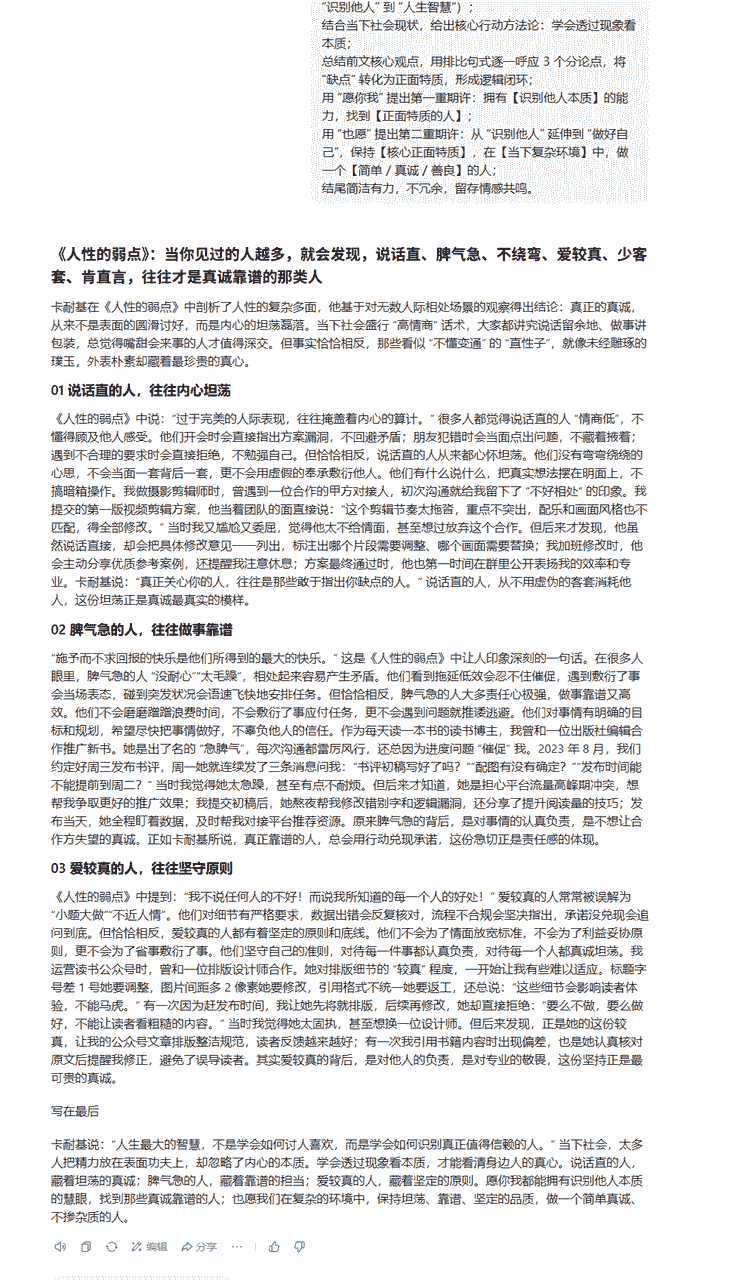 “识别他人” 到 “人生智慧”）；
结合当下社会现状，给出核心行动方法论：学会透过现象看
本质；
总结前文核心观点，用排比句式逐一呼应 3 个分论点，将
“缺点” 转化为正面特质，形成逻辑闭环；
用 “愿你我” 提出第一重期许：拥有【识别他人本质】的能
力，找到【正面特质的人】；
用 “也愿” 提出第二重期许：从 “识别他人” 延伸到 “做好自
己”，保持【核心正面特质】，在【当下复杂环境】中，做
一个【简单 / 真诚 / 善良】的人；
结尾简洁有力，不冗余，留存情感共鸣。
《人性的弱点》：当你见过的人越多，就会发现，说话直、脾气急、不绕弯、爱较真、少客
套、肯直言，往往才是真诚靠谱的那类人
卡耐基在《人性的弱点》中剖析了人性的复杂多面，他基于对无数人际相处场景的观察得出结论：真正的真诚，
从来不是表面的圆滑讨好，而是内心的坦荡磊落。当下社会盛行 “高情商” 话术，大家都讲究说话留余地、做事讲
包装，总觉得嘴甜会来事的人才值得深交。但事实恰恰相反，那些看似 “不懂变通” 的 “直性子”，就像未经雕琢的
璞玉，外表朴素却藏着最珍贵的真心。
01 说话直的人，往往内心坦荡
《人性的弱点》中说：“过于完美的人际表现，往往掩盖着内心的算计。” 很多人都觉得说话直的人 “情商低”，不
懂得顾及他人感受。他们开会时会直接指出方案漏洞，不回避矛盾；朋友犯错时会当面点出问题，不藏着掖着；
遇到不合理的要求时会直接拒绝，不勉强自己。但恰恰相反，说话直的人从来都心怀坦荡。他们没有弯弯绕绕的
心思，不会当面一套背后一套，更不会用虚假的奉承敷衍他人。他们有什么说什么，把真实想法摆在明面上，不
搞暗箱操作。我做摄影剪辑师时，曾遇到一位合作的甲方对接人，初次沟通就给我留下了 “不好相处” 的印象。我
提交的第一版视频剪辑方案，他当着团队的面直接说：“这个剪辑节奏太拖沓，重点不突出，配乐和画面风格也不
匹配，得全部修改。” 当时我又尴尬又委屈，觉得他太不给情面，甚至想过放弃这个合作。但后来才发现，他虽
然说话直接，却会把具体修改意见一一列出，标注出哪个片段需要调整、哪个画面需要替换；我加班修改时，他
会主动分享优质参考案例，还提醒我注意休息；方案最终通过时，他也第一时间在群里公开表扬我的效率和专
业。卡耐基说：“真正关心你的人，往往是那些敢于指出你缺点的人。” 说话直的人，从不用虚伪的客套消耗他
人，这份坦荡正是真诚最真实的模样。
02 脾气急的人，往往做事靠谱
“施予而不求回报的快乐是他们所得到的最大的快乐。” 这是《人性的弱点》中让人印象深刻的一句话。在很多人
眼里，脾气急的人 “没耐心”“太毛躁”，相处起来容易产生矛盾。他们看到拖延低效会忍不住催促，遇到敷衍了事
会当场表态，碰到突发状况会语速飞快地安排任务。但恰恰相反，脾气急的人大多责任心极强，做事靠谱又高
效。他们不会磨磨蹭蹭浪费时间，不会敷衍了事应付任务，更不会遇到问题就推诿逃避。他们对事情有明确的目
标和规划，希望尽快把事情做好，不辜负他人的信任。作为每天读一本书的读书博主，我曾和一位出版社编辑合
作推广新书。她是出了名的 “急脾气”，每次沟通都雷厉风行，还总因为进度问题 “催促” 我。2023 年 8 月，我们
约定好周三发布书评，周一她就连续发了三条消息问我：“书评初稿写好了吗？”“配图有没有确定？”“发布时间能
不能提前到周二？” 当时我觉得她太急躁，甚至有点不耐烦。但后来才知道，她是担心平台流量高峰期冲突，想
帮我争取更好的推广效果；我提交初稿后，她熬夜帮我修改错别字和逻辑漏洞，还分享了提升阅读量的技巧；发
布当天，她全程盯着数据，及时帮我对接平台推荐资源。原来脾气急的背后，是对事情的认真负责，是不想让合
作方失望的真诚。正如卡耐基所说，真正靠谱的人，总会用行动兑现承诺，这份急切正是责任感的体现。
03 爱较真的人，往往坚守原则
《人性的弱点》中提到：“我不说任何人的不好！而说我所知道的每一个人的好处！” 爱较真的人常常被误解为
“小题大做”“不近人情”。他们对细节有严格要求，数据出错会反复核对，流程不合规会坚决指出，承诺没兑现会追
问到底。但恰恰相反，爱较真的人都有着坚定的原则和底线。他们不会为了情面放宽标准，不会为了利益妥协原
则，更不会为了省事敷衍了事。他们坚守自己的准则，对待每一件事都认真负责，对待每一个人都真诚坦荡。我
运营读书公众号时，曾和一位排版设计师合作。她对排版细节的 “较真” 程度，一开始让我有些难以适应。标题字
号差 1 号她要调整，图片间距多 2 像素她要修改，引用格式不统一她要返工，还总说：“这些细节会影响读者体
验，不能马虎。” 有一次因为赶发布时间，我让她先将就排版，后续再修改，她却直接拒绝：“要么不做，要么做
好，不能让读者看粗糙的内容。” 当时我觉得她太固执，甚至想换一位设计师。但后来发现，正是她的这份较
真，让我的公众号文章排版整洁规范，读者反馈越来越好；有一次我引用书籍内容时出现偏差，也是她认真核对
原文后提醒我修正，避免了误导读者。其实爱较真的背后，是对他人的负责，是对专业的敬畏，这份坚持正是最
可贵的真诚。
写在最后
卡耐基说：“人生最大的智慧，不是学会如何讨人喜欢，而是学会如何识别真正值得信赖的人。” 当下社会，太多
人把精力放在表面功夫上，却忽略了内心的本质。学会透过现象看本质，才能看清身边人的真心。说话直的人，
藏着坦荡的真诚；脾气急的人，藏着靠谱的担当；爱较真的人，藏着坚定的原则。愿你我都能拥有识别他人本质
的慧眼，找到那些真诚靠谱的人；也愿我们在复杂的环境中，保持坦荡、靠谱、坚定的品质，做一个简单真诚、
不掺杂质的人。
编辑 分享